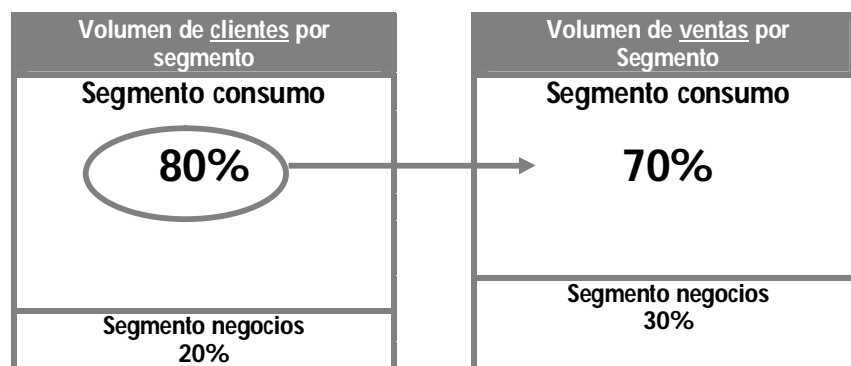 Volumen de clientes por
segmento
Segmento consumo
80%
Segmento negocios
20%
Volumen de ventas por
Segmento
Segmento consumo
70%
Segmento negocios
30%